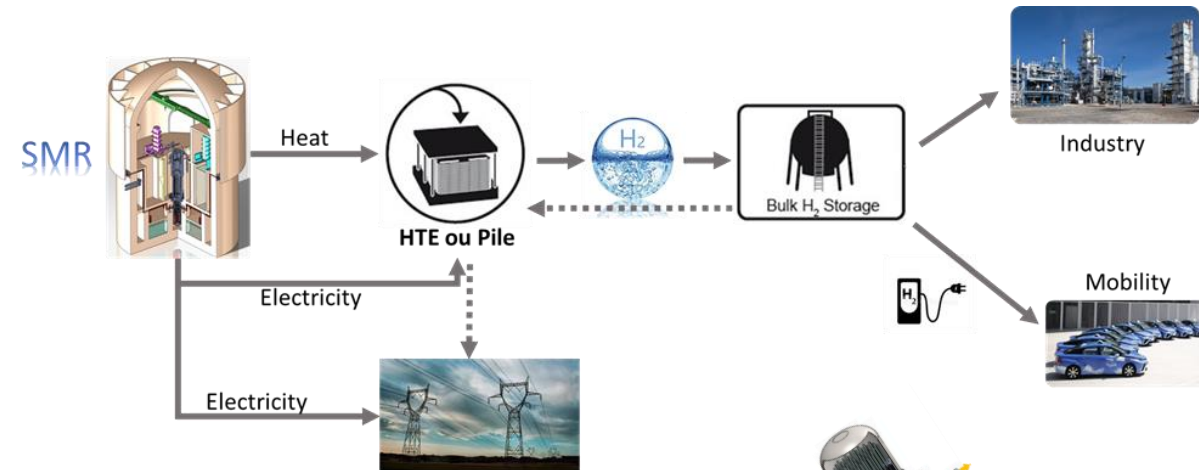 SMR
Heat
H₂
HTE ou Pile
Bulk H₂ Storage
Industry
Mobility
H₂
Electricity
Electricity